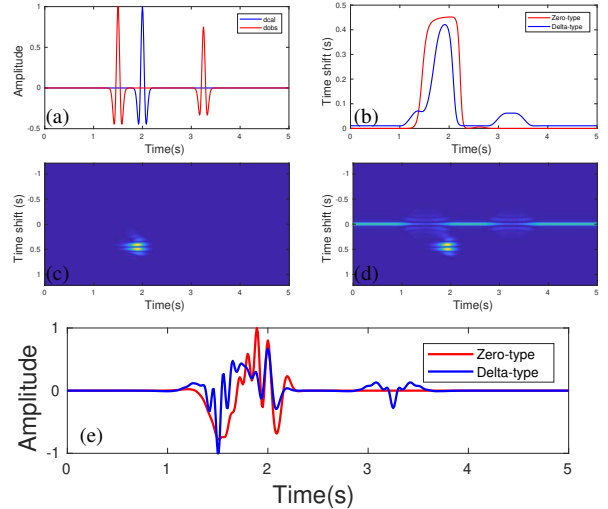 1
0.5
0
-0.5
Amplitude
dcal
dobs
(a)
0 1 2 3 4 5
Time(s)
0.5
0.4
0.3
0.2
0.1
0
Time shift (s)
Zero-type
Delta-type
(b)
0 1 2 3 4 5
Time(s)
-1
0
0.5
1
Time shift (s)
(c)
0 1 2 3 4 5
Time(s)
-1
0
0.5
1
Time shift (s)
(d)
0 1 2 3 4 5
Time(s)
1
0
-1
Amplitude
Zero-type
Delta-type
(e)
0 1 2 3 4 5
Time(s)